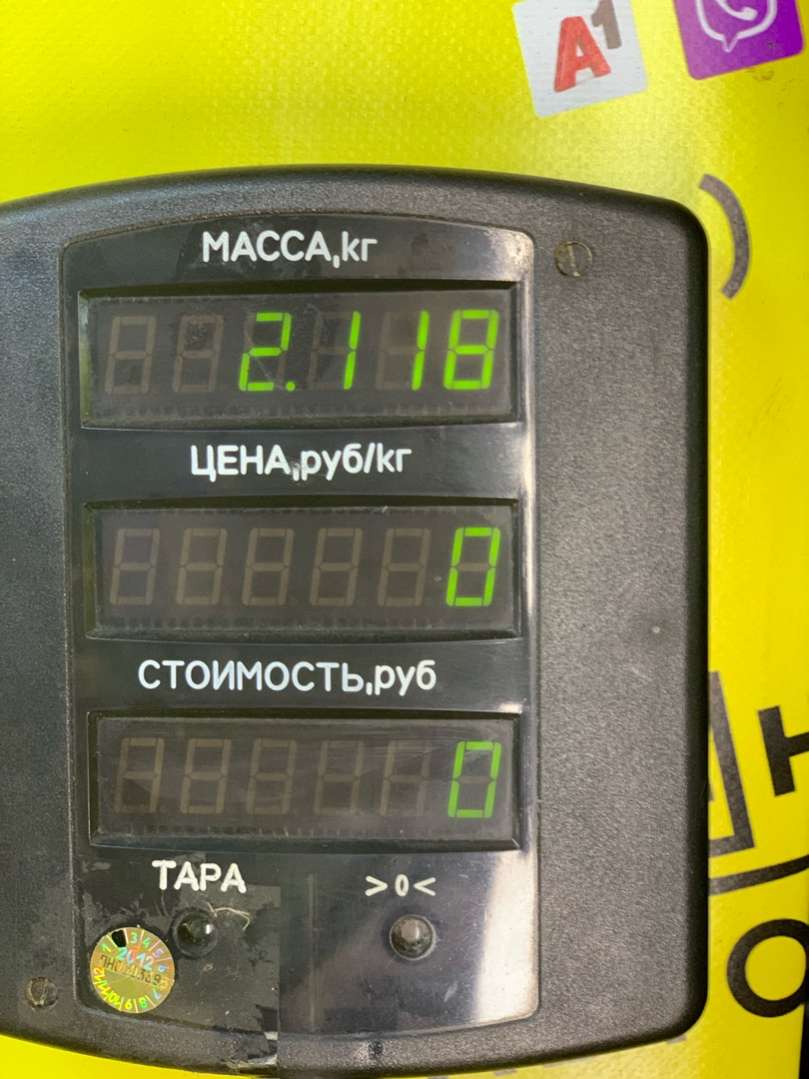 A1
МАССА,кг
2.118
ЦЕНА,руб/кг
0
СТОИМОСТЬ,руб
0
ТАРА >0<